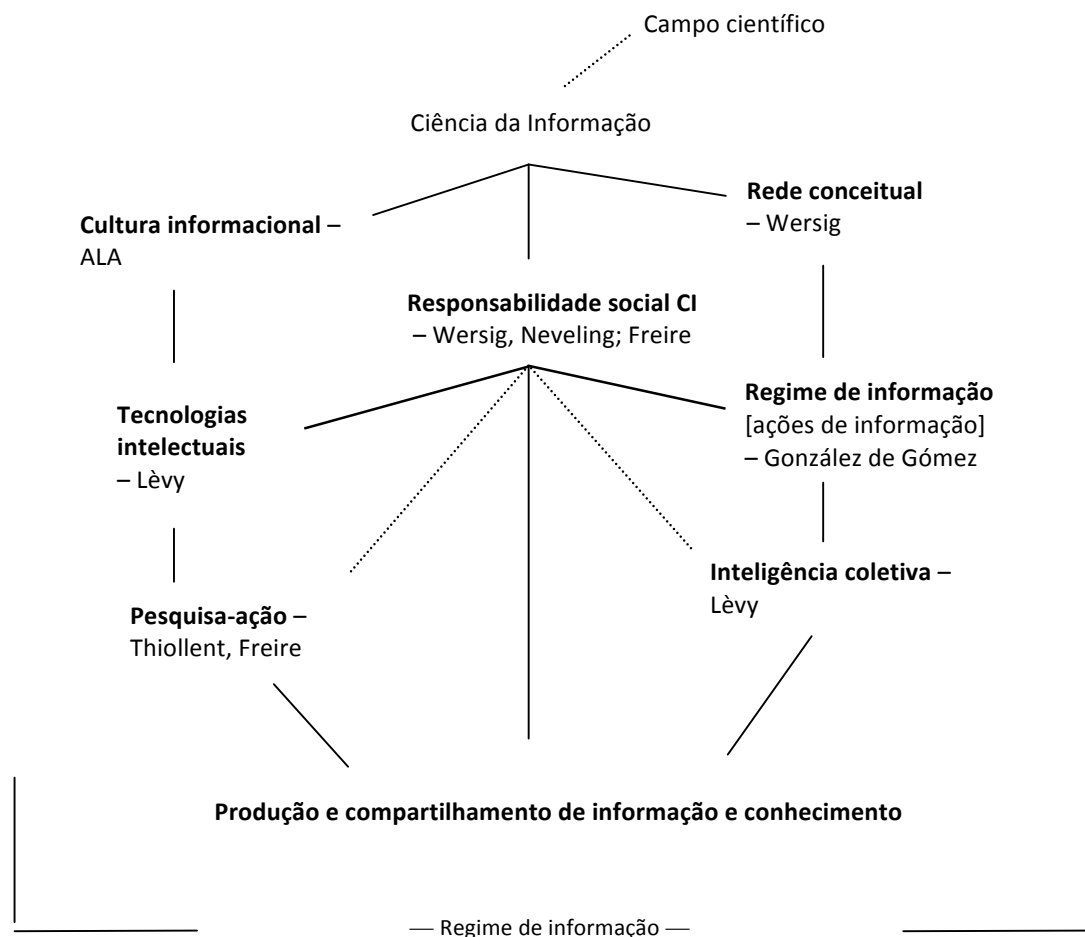 Campo científico
Ciência da Informação
Rede conceitual
– Wersig
Cultura informacional –
ALA
Responsabilidade social CI
– Wersig, Neveling; Freire
Regime de informação
[ações de informação]
– González de Gómez
Tecnologias
intelectuais
– Lèvy
Inteligência coletiva –
Lèvy
Pesquisa-ação –
Thiollent, Freire
Produção e compartilhamento de informação e conhecimento
— Regime de informação —